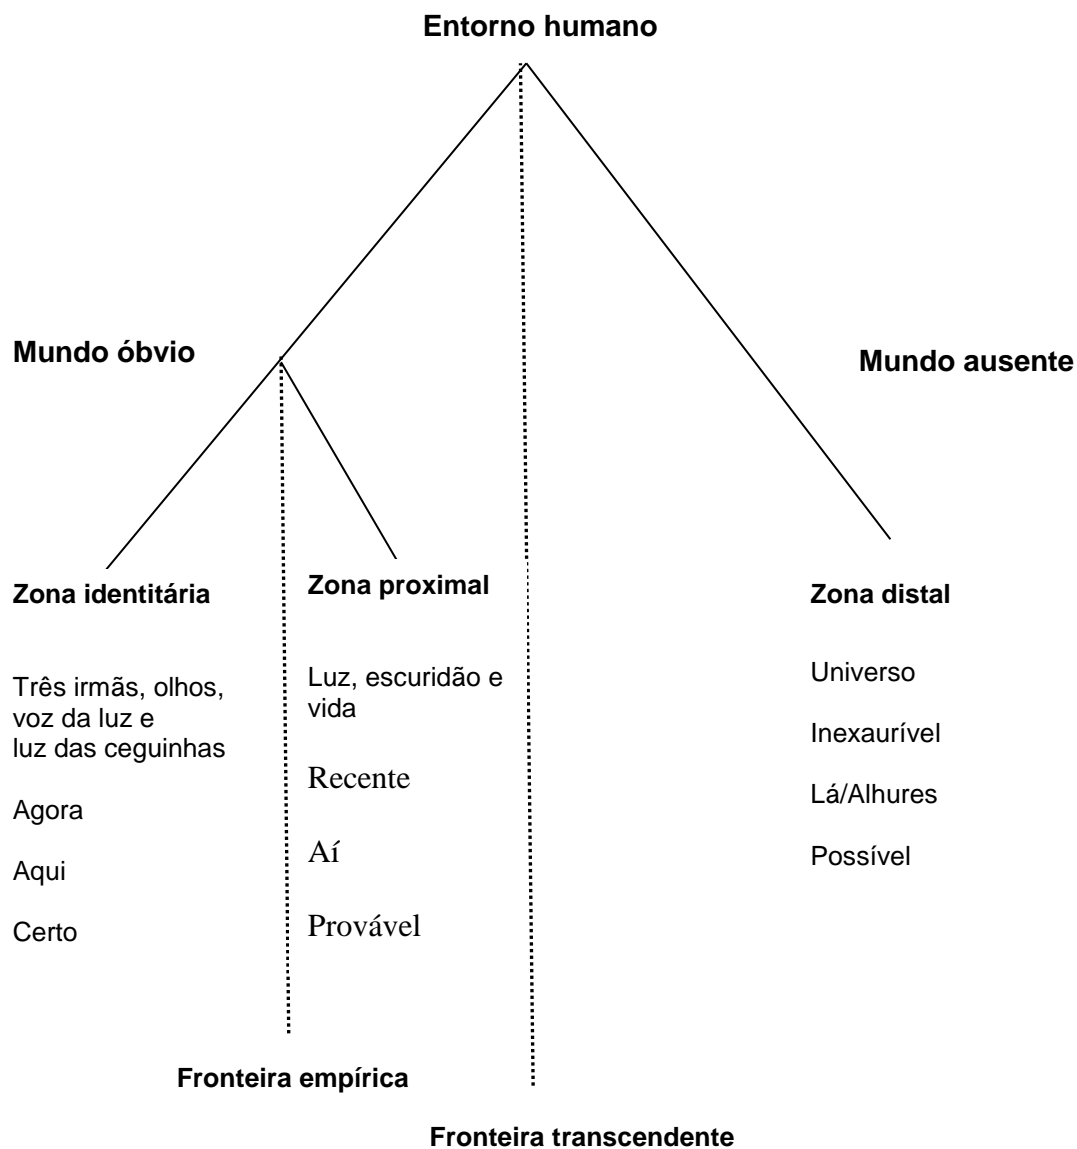 Entorno humano
Mundo óbvio
Mundo ausente
Zona identitária
Três irmãs, olhos,
voz da luz e
luz das ceguinhas
Agora
Aqui
Certo
Zona proximal
Luz, escuridão e
vida
Recente
Aí
Provável
Zona distal
Universo
Inexaurível
Lá/Alhures
Possível
Fronteira empírica
Fronteira transcendente